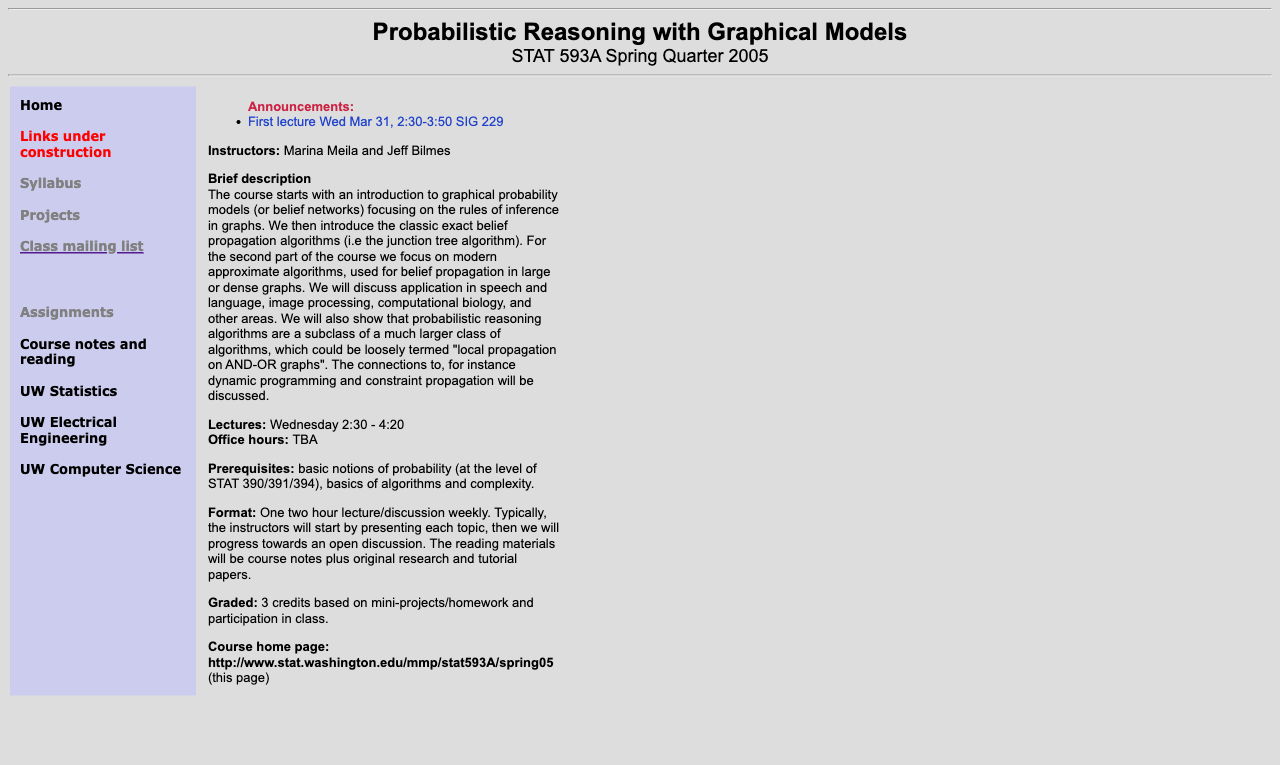 Probabilistic Reasoning with Graphical Models
STAT 593A Spring Quarter 2005
Home
Links under
construction
Syllabus
Projects
Class mailing list
Assignments
Course notes and
reading
UW Statistics
UW Electrical
Engineering
UW Computer Science
Announcements:
• First lecture Wed Mar 31, 2:30-3:50 SIG 229
Instructors: Marina Meila and Jeff Bilmes
Brief description
The course starts with an introduction to graphical probability
models (or belief networks) focusing on the rules of inference
in graphs. We then introduce the classic exact belief
propagation algorithms (i.e the junction tree algorithm). For
the second part of the course we focus on modern
approximate algorithms, used for belief propagation in large
or dense graphs. We will discuss application in speech and
language, image processing, computational biology, and
other areas. We will also show that probabilistic reasoning
algorithms are a subclass of a much larger class of
algorithms, which could be loosely termed "local propagation
on AND-OR graphs". The connections to, for instance
dynamic programming and constraint propagation will be
discussed.
Lectures: Wednesday 2:30 - 4:20
Office hours: TBA
Prerequisites: basic notions of probability (at the level of
STAT 390/391/394), basics of algorithms and complexity.
Format: One two hour lecture/discussion weekly. Typically,
the instructors will start by presenting each topic, then we will
progress towards an open discussion. The reading materials
will be course notes plus original research and tutorial
papers.
Graded: 3 credits based on mini-projects/homework and
participation in class.
Course home page:
http://www.stat.washington.edu/mmp/stat593A/spring05
(this page)